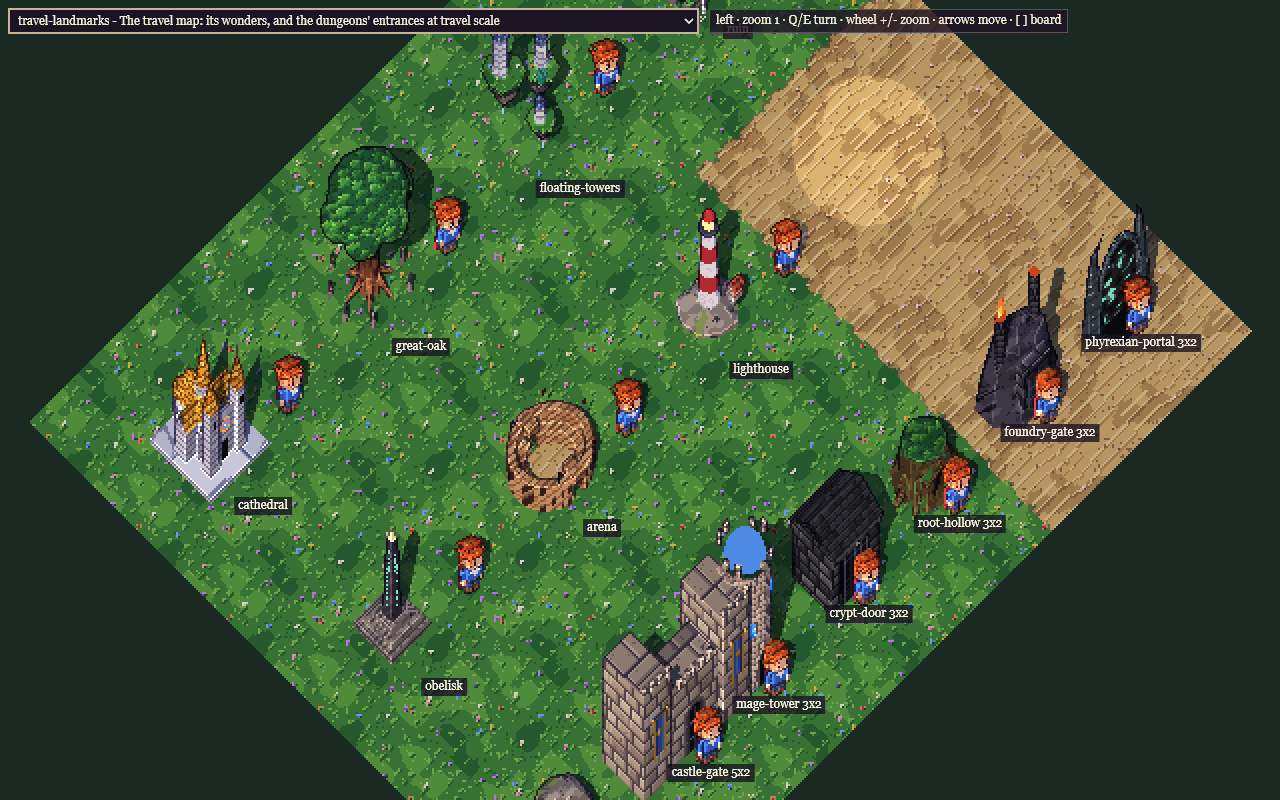 travel-landmarks - The travel map: its wonders, and the dungeons' entrances at travel scale
left · zoom 1 · Q/E turn · wheel +/- zoom · arrows move · [ ] board
ruin
floating-towers
great-oak
lighthouse
phyrexian-portal 3x2
foundry-gate 3x2
cathedral
arena
root-hollow 3x2
crypt-door 3x2
obelisk
mage-tower 3x2
castle-gate 5x2